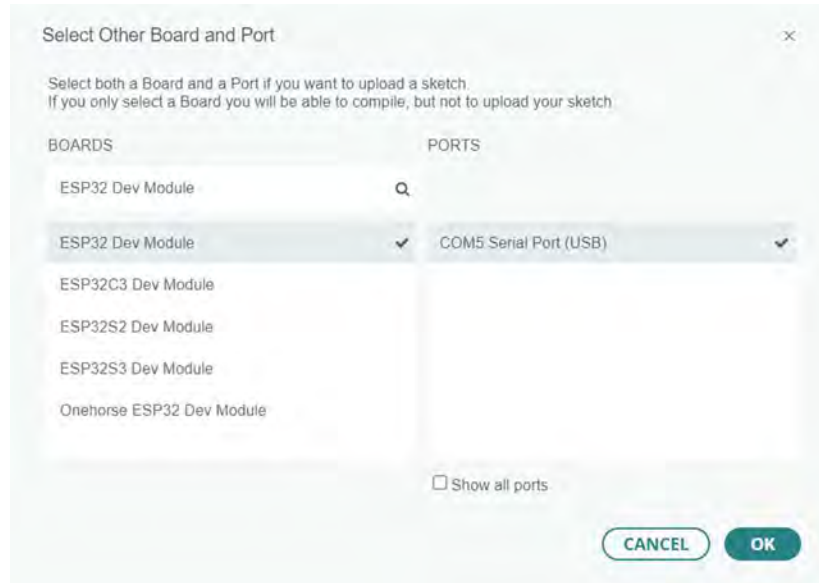 Select Other Board and Port
Select both a Board and a Port if you want to upload a sketch
If you only select a Board you will be able to compile, but not to upload your sketch
BOARDS
PORTS
ESP32 Dev Module
ESP32 Dev Module
COM5 Serial Port (USB)
ESP32C3 Dev Module
ESP32S2 Dev Module
ESP32S3 Dev Module
Onehorse ESP32 Dev Module
Show all ports
CANCEL
OK